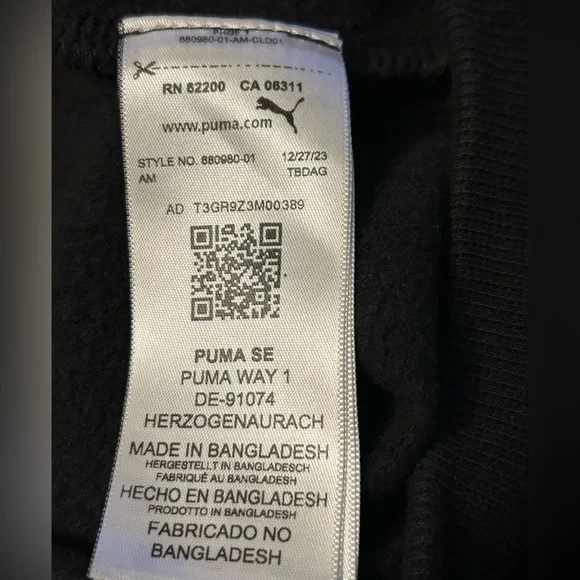 680980-01-AM-CLD01
RN 62200 CA 06311
www.puma.com
STYLE NO. 680980-01 12/27/23
AM TBDAG
AD T3GR9Z3M00389
PUMA SE
PUMA WAY 1
DE-91074
HERZOGENAURACH
MADE IN BANGLADESH
HERGESTELLT IN BANGLADESCH
FABRIQUÉ AU BANGLADESH
HECHO EN BANGLADESH
PRODOTTO IN BANGLADESH
FABRICADO NO
BANGLADESH